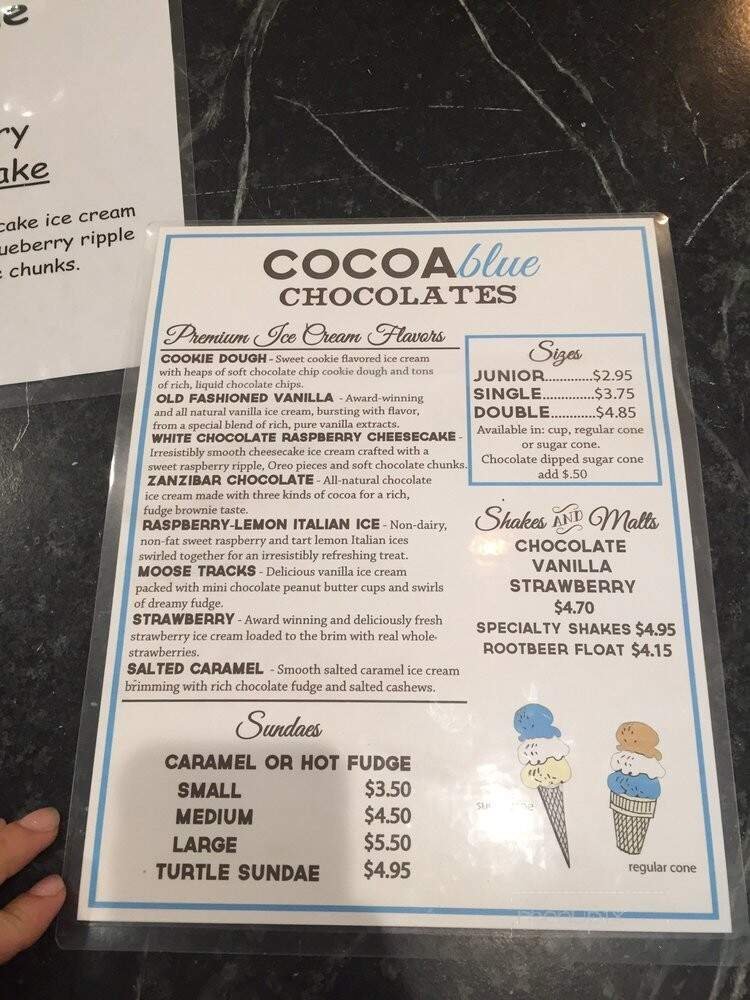 ry
ake
cake ice cream
ueberry ripple
chunks.
COCOAblue
CHOCOLATES
Premium Ice Cream Flavors
COOKIE DOUGH - Sweet cookie flavored ice cream
with heaps of soft chocolate chip cookie dough and tons
of rich, liquid chocolate chips.
OLD FASHIONED VANILLA - Award-winning
and all natural vanilla ice cream, bursting with flavor,
from a special blend of rich, pure vanilla extracts.
WHITE CHOCOLATE RASPBERRY CHEESECAKE -
Irresistibly smooth cheesecake ice cream crafted with a
sweet raspberry ripple, Oreo pieces and soft chocolate chunks.
ZANZIBAR CHOCOLATE - All-natural chocolate
ice cream made with three kinds of cocoa for a rich,
fudge brownie taste.
RASPBERRY-LEMON ITALIAN ICE - Non-dairy,
non-fat sweet raspberry and tart lemon Italian ices
swirled together for an irresistibly refreshing treat.
MOOSE TRACKS - Delicious vanilla ice cream
packed with mini chocolate peanut butter cups and swirls
of dreamy fudge.
STRAWBERRY - Award winning and deliciously fresh
strawberry ice cream loaded to the brim with real whole-
strawberries.
SALTED CARAMEL - Smooth salted caramel ice cream
brimming with rich chocolate fudge and salted cashews.
Sundaes
CARAMEL OR HOT FUDGE
SMALL $3.50
MEDIUM $4.50
LARGE $5.50
TURTLE SUNDAE $4.95
Sizes
JUNIOR.............$2.95
SINGLE..............$3.75
DOUBLE............$4.85
Available in: cup, regular cone
or sugar cone.
Chocolate dipped sugar cone
add $.50
Shakes AND Malts
CHOCOLATE
VANILLA
STRAWBERRY
$4.70
SPECIALTY SHAKES $4.95
ROOTBEER FLOAT $4.15
regular cone